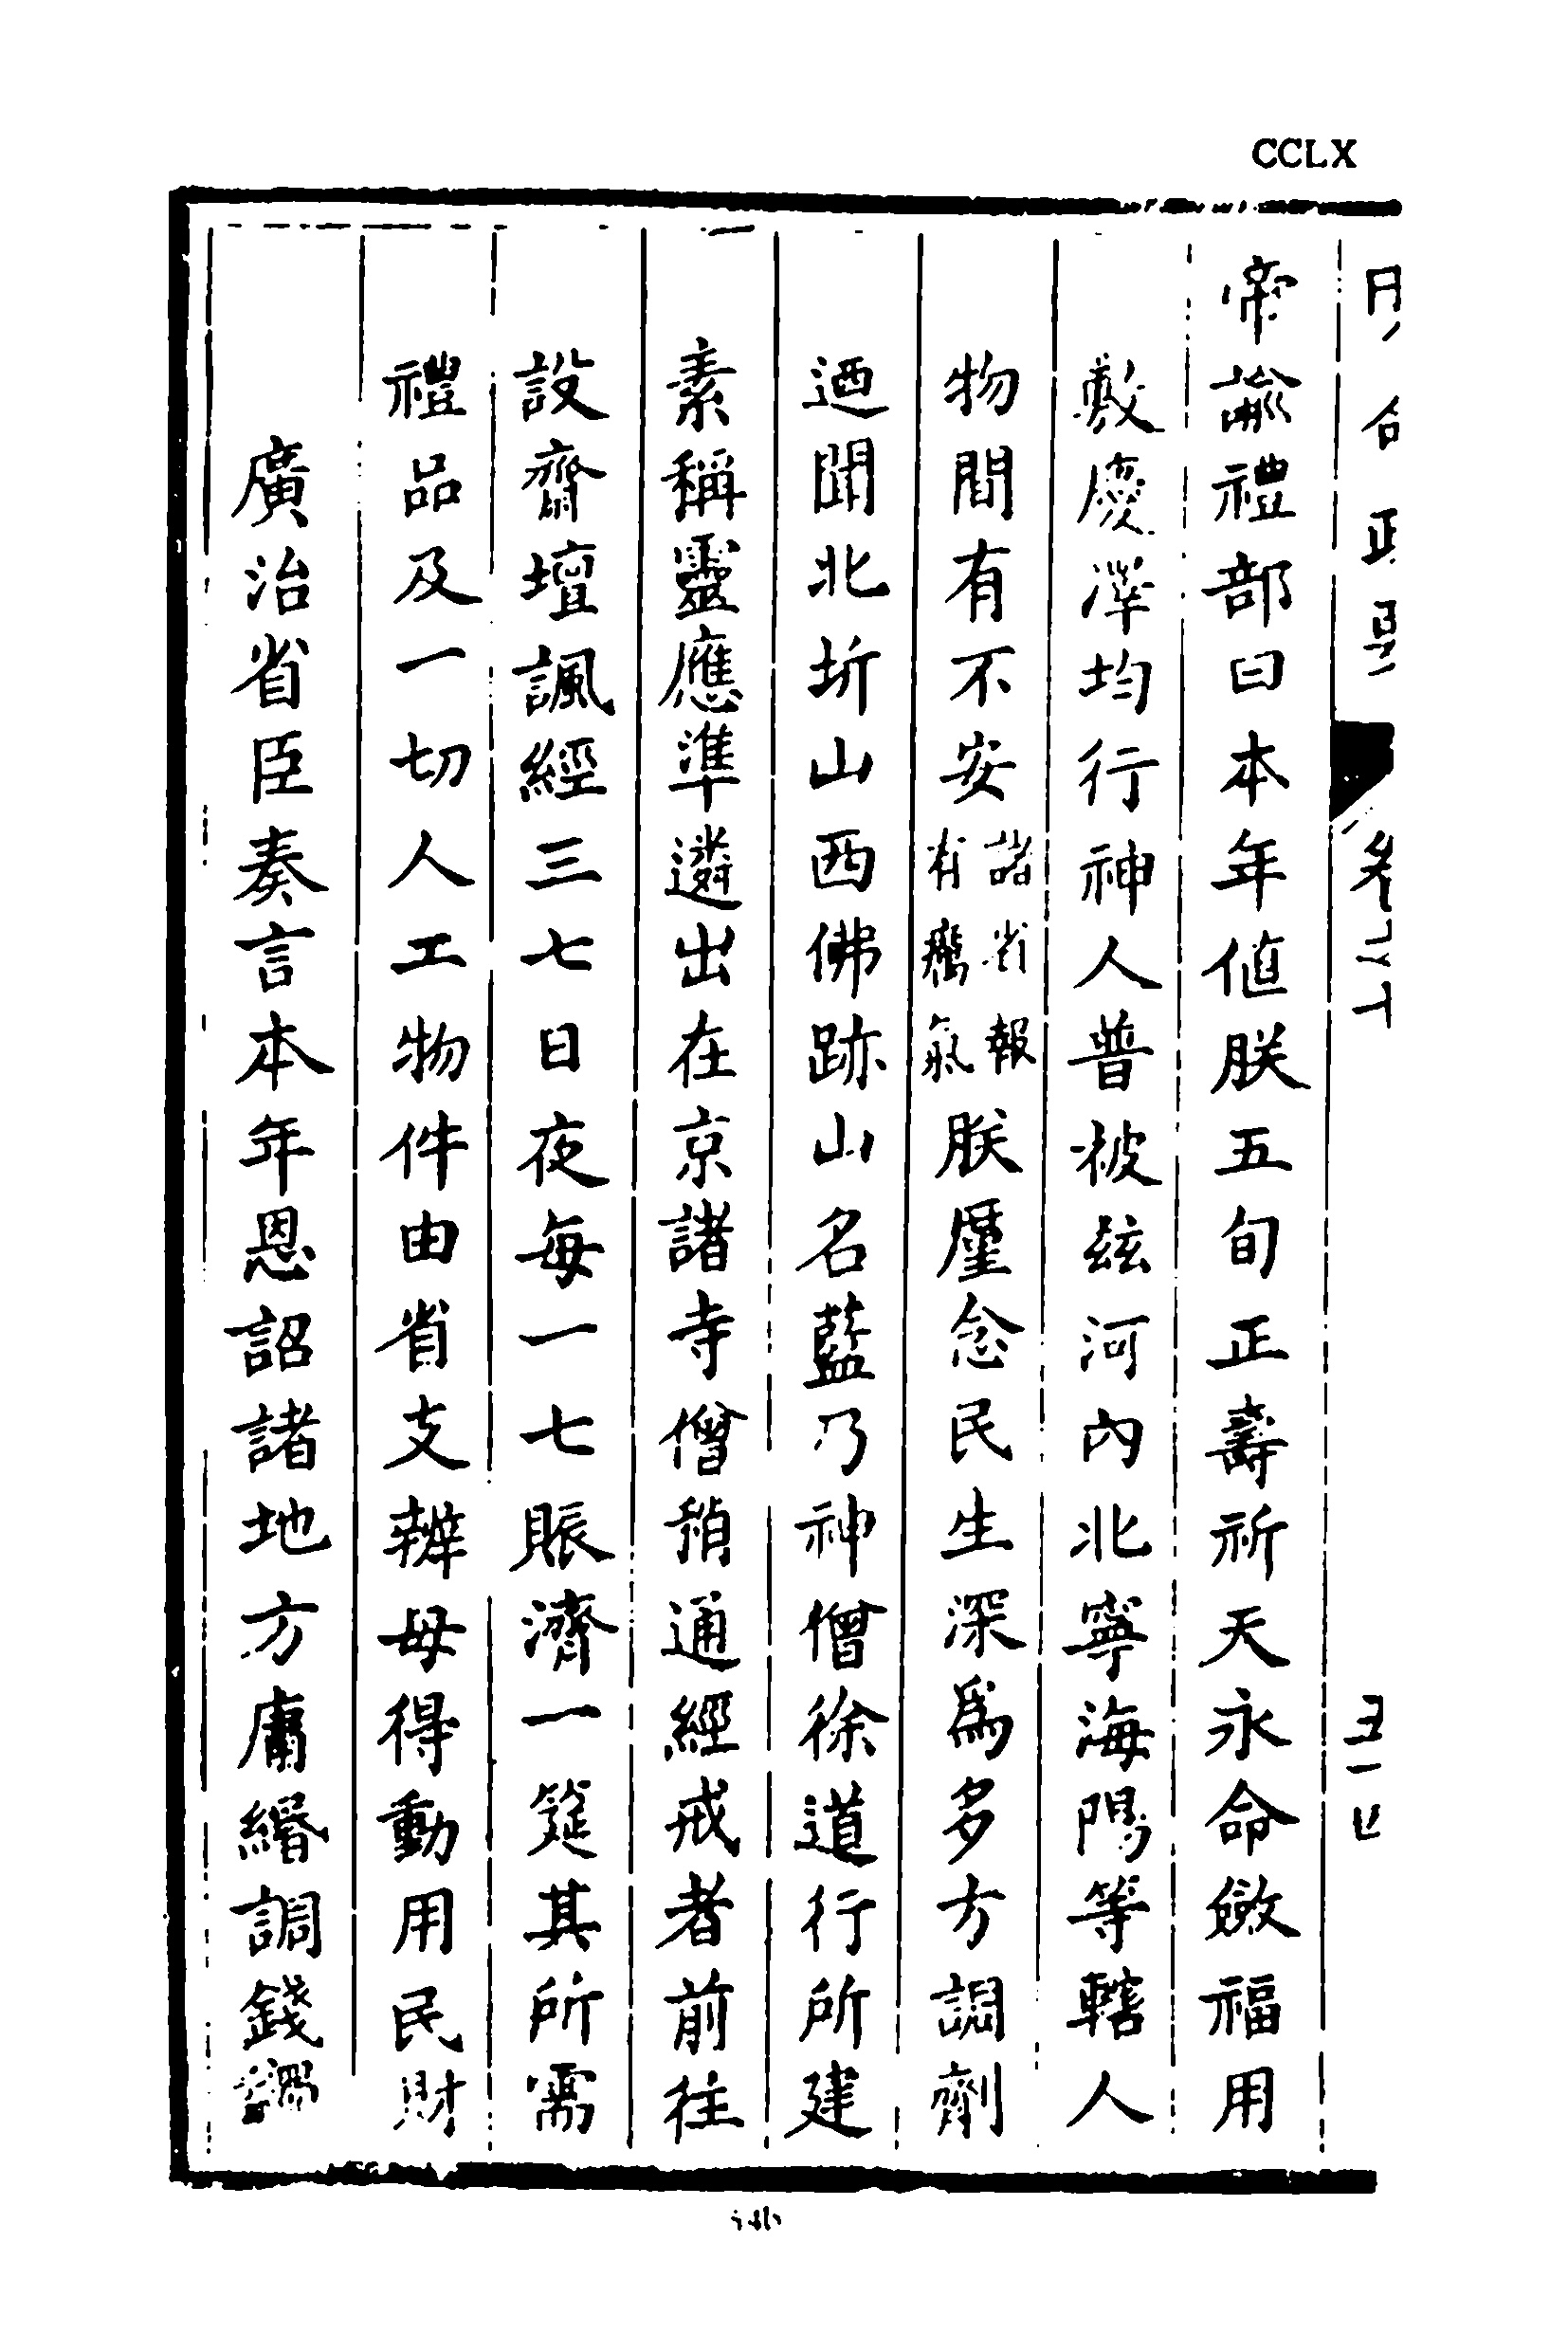 CCLX
帝諭禮部曰本年値朕五旬正壽祈天永命斂福用
敷慶澤均行神人普被玆河內北寧海陽等轄人
物間有不安諸省報有癘氣朕廑念民生深爲多方調劑
迺聞北圻山西佛跡山名藍乃神僧徐道行所建
素稱靈應準遴出在京諸寺僧稍通經戒者前往
設齋壇諷經三七日夜每一七賑濟一筵其所需
禮品及一切人工物件由省支辦毋得動用民財
廣治省臣奏言本年恩詔諸地方庸緡調錢蠲